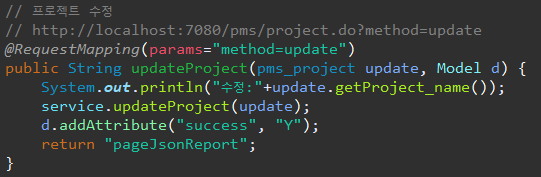 // 프로젝트 수정
// http://localhost:7080/pms/project.do?method=update
@RequestMapping(params="method=update")
public String updateProject(pms_project update, Model d) {
    System.out.println("수정:"+update.getProject_name());
    service.updateProject(update);
    d.addAttribute("success", "Y");
    return "pageJsonReport";
}